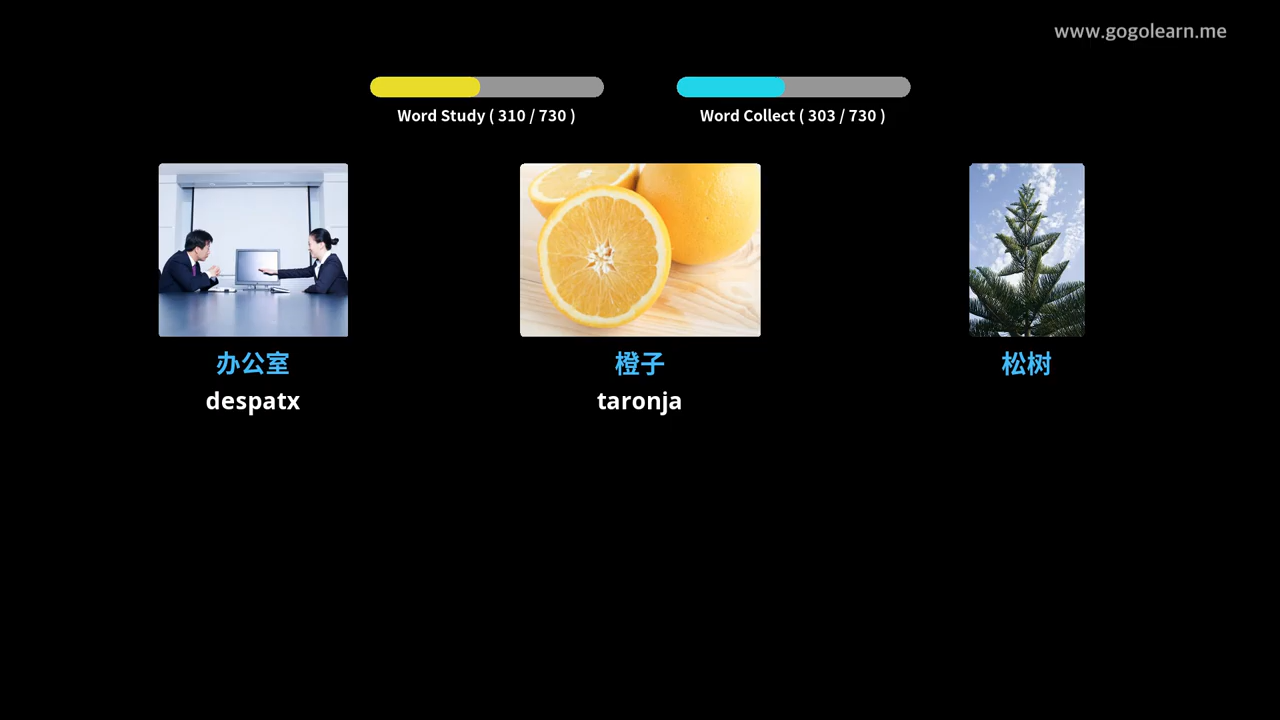 www.gogolearn.me
Word Study ( 310 / 730 )
Word Collect ( 303 / 730 )
办公室
橙子
松树
despatx
taronja